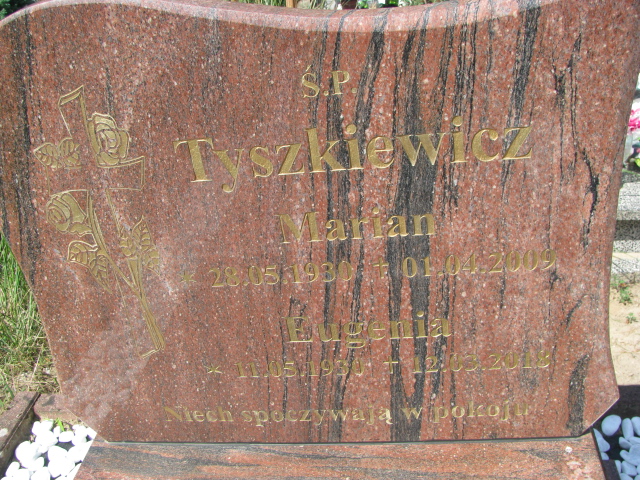 Ś.P.
Tyszkiewicz
Marian
* 28.05.1930 + 01.04.2009
Eugenia
* 11.05.1930 + 12.03.2018
Niech spoczywają w pokoju